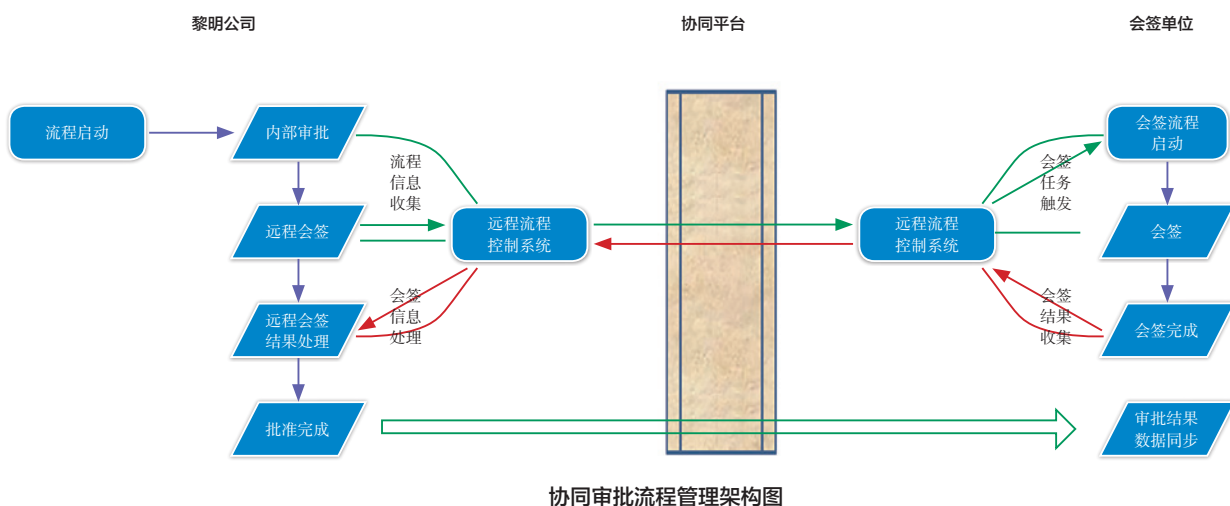 黎明公司
协同平台
会签单位
流程启动
内部审批
流程
信息
收集
远程会签
远程流程
控制系统
会签
信息
处理
远程会签
结果处理
批准完成
远程流程
控制系统
会签
任务
触发
会签流程
启动
会签
会签
结果
收集
会签完成
审批结果
数据同步
协同审批流程管理架构图